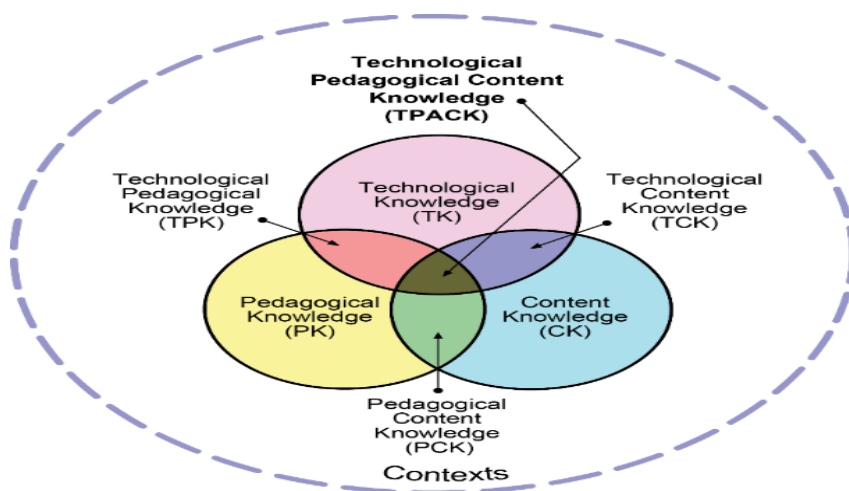 Technological
Pedagogical Content
Knowledge
(TPACK)
Technological
Pedagogical
Knowledge
(TPK)
Technological
Knowledge
(TK)
Technological
Content
Knowledge
(TCK)
Pedagogical
Knowledge
(PK)
Content
Knowledge
(CK)
Pedagogical
Content
Knowledge
(PCK)
Contexts